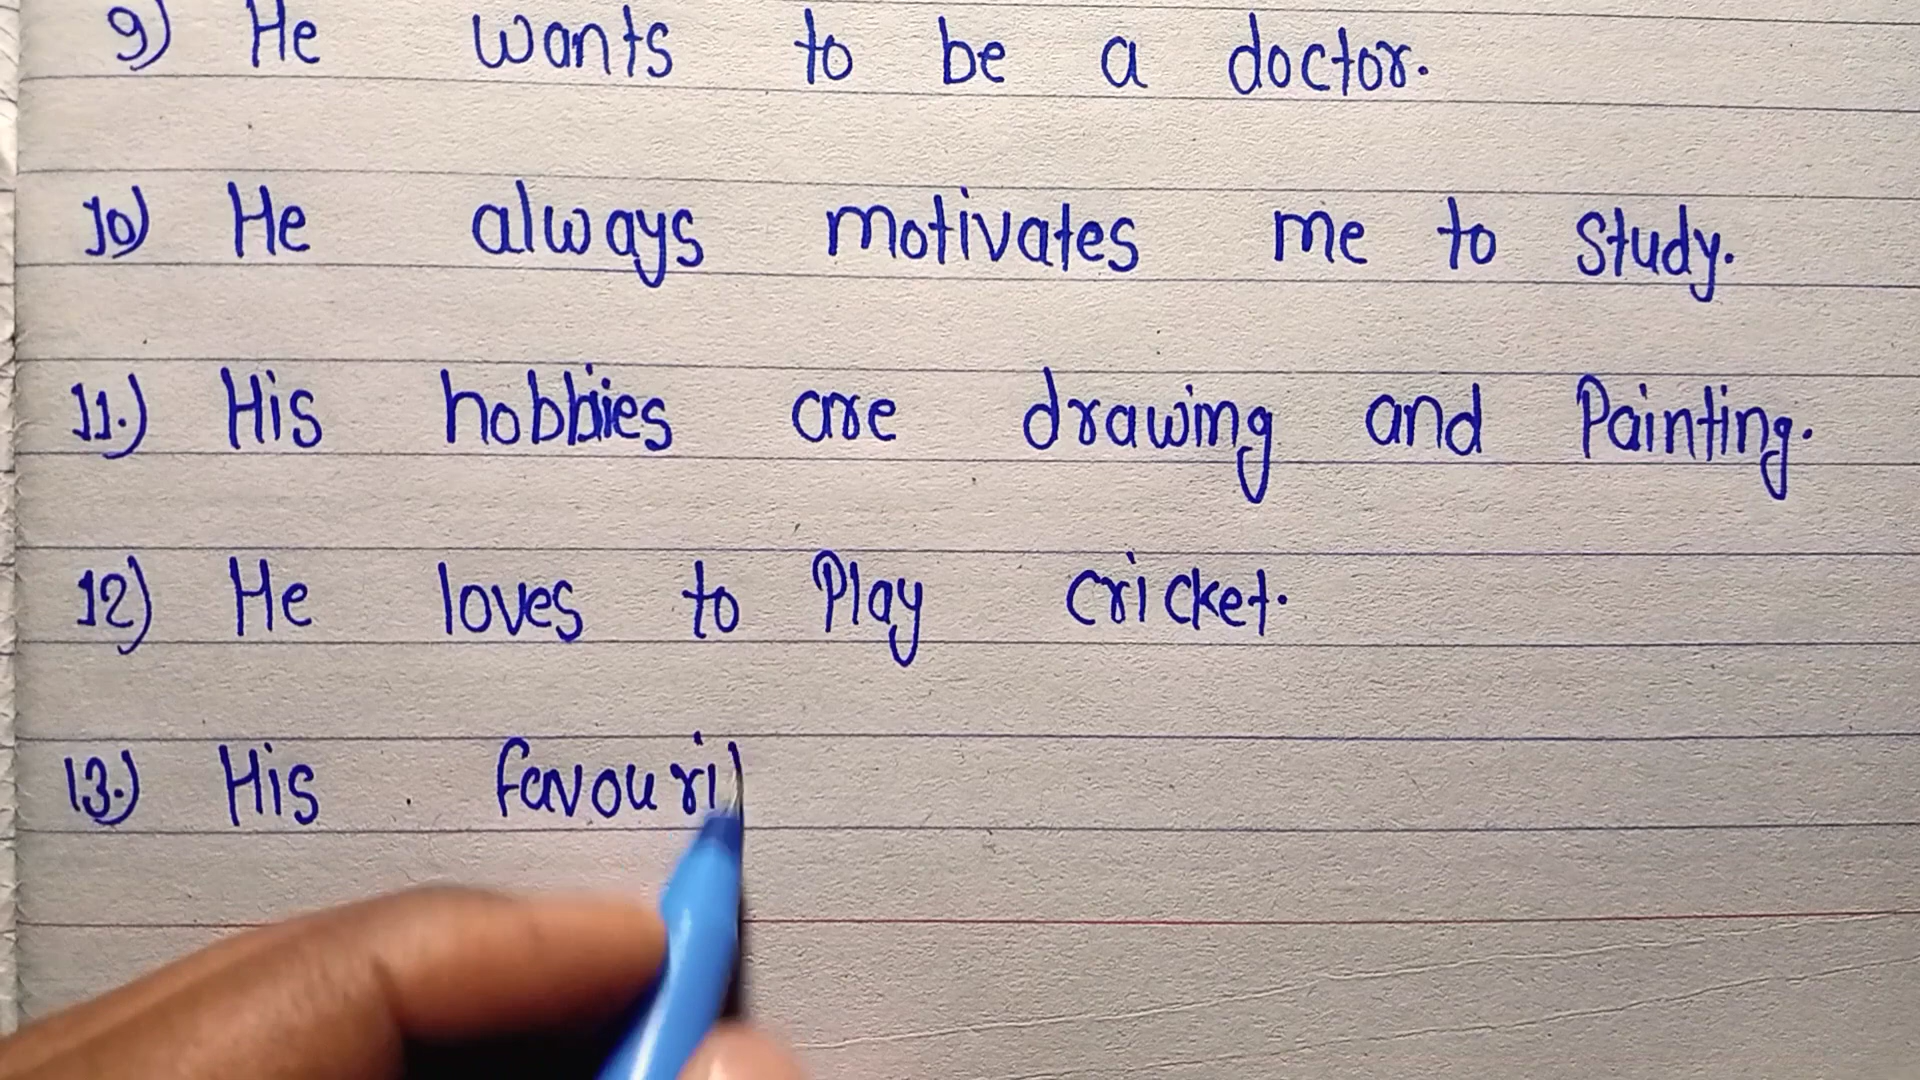 9) He wants to be a doctor.
10) He always motivates me to study.
11.) His hobbies are drawing and Painting.
12) He loves to Play cricket.
13.) His favouri